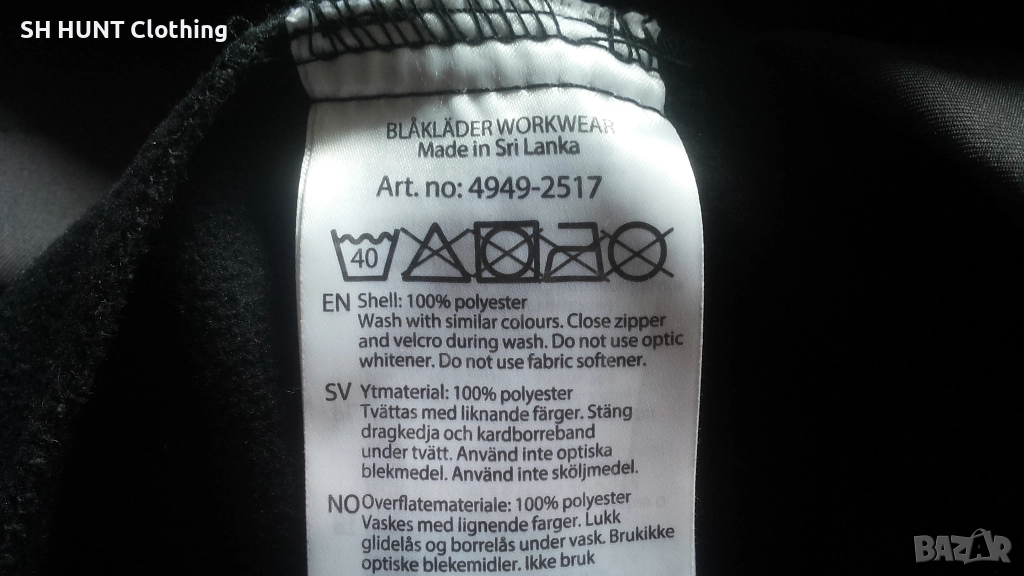 SH HUNT Clothing
BLÅKLÄDER WORKWEAR
Made in Sri Lanka
Art. no: 4949-2517
40
EN Shell: 100% polyester
Wash with similar colours. Close zipper
and velcro during wash. Do not use optic
whitener. Do not use fabric softener.
SV Ytmaterial: 100% polyester
Tvättas med liknande färger. Stäng
dragkedja och kardborreband
under tvätt. Använd inte optiska
blekmedel. Använd inte sköljmedel.
NO Overflatemateriale: 100% polyester
Vaskes med lignende farger. Lukk
glidelås og borrelås under vask. Brukikke
optiske blekemidler. Ikke bruk
BAZAR